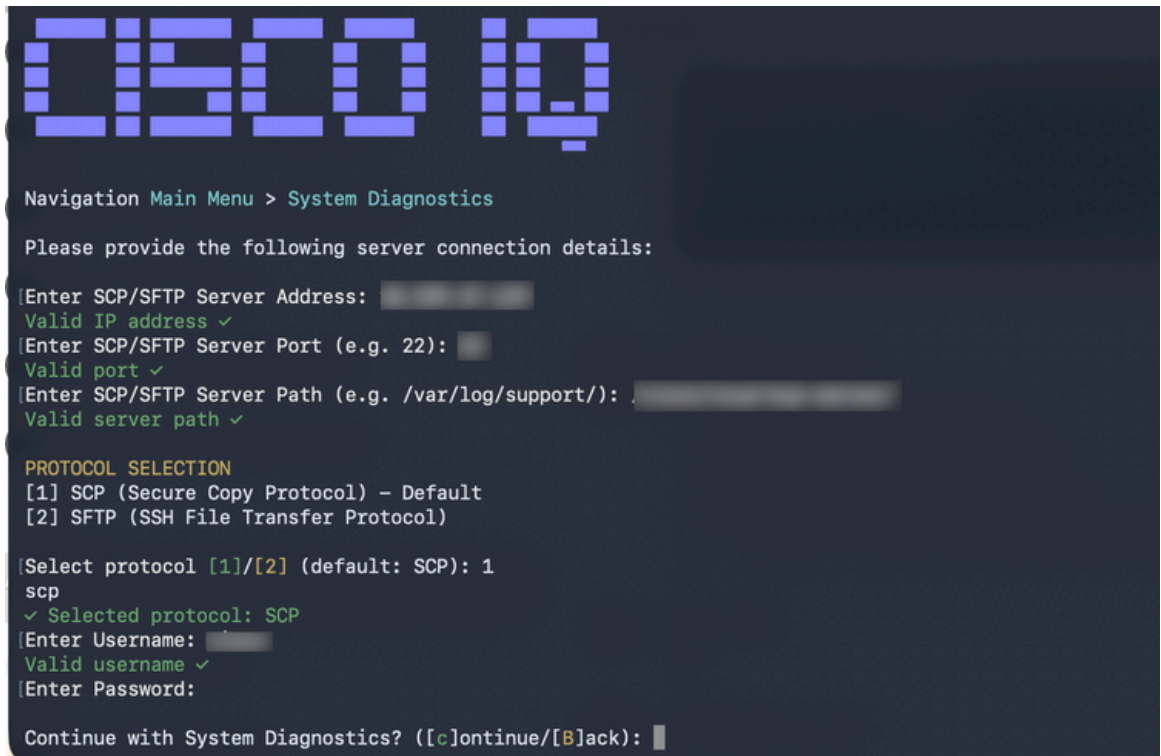 CISCO IQ
Navigation Main Menu > System Diagnostics
Please provide the following server connection details:
[Enter SCP/SFTP Server Address:
Valid IP address ✓
[Enter SCP/SFTP Server Port (e.g. 22):
Valid port ✓
[Enter SCP/SFTP Server Path (e.g. /var/log/support/):
Valid server path ✓
PROTOCOL SELECTION
[1] SCP (Secure Copy Protocol) – Default
[2] SFTP (SSH File Transfer Protocol)
[Select protocol [1]/[2] (default: SCP): 1
scp
✓ Selected protocol: SCP
[Enter Username:
Valid username ✓
[Enter Password:
Continue with System Diagnostics? ([c]ontinue/[B]ack):